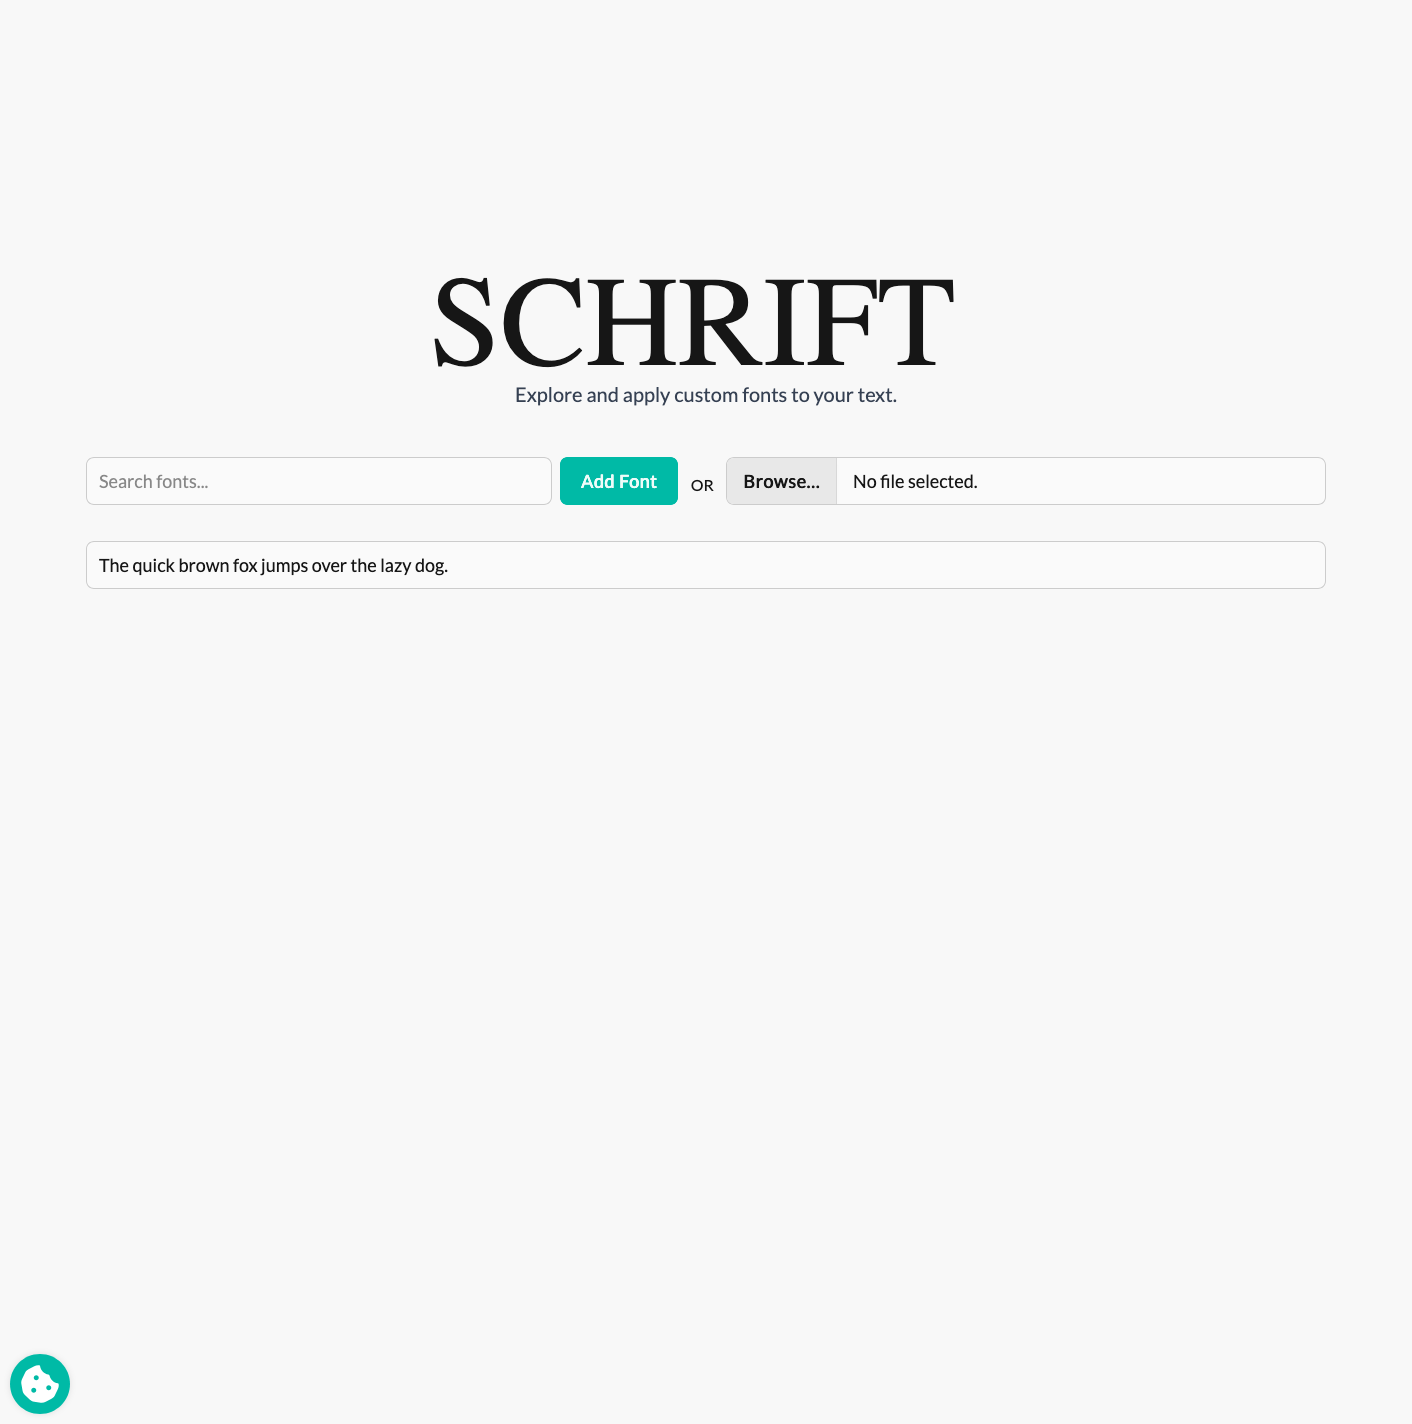 SCHRIFT
Explore and apply custom fonts to your text.
Search fonts...
Add Font
OR
Browse...
No file selected.
The quick brown fox jumps over the lazy dog.